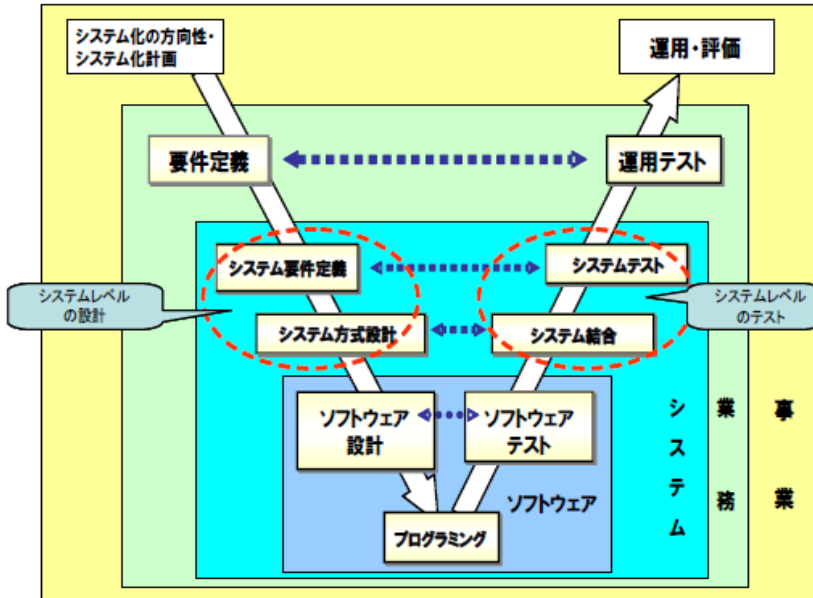 システム化の方向性・
システム化計画
運用・評価
要件定義
運用テスト
システム要件定義
システムテスト
システムレベル
の設計
システムレベル
のテスト
システム方式設計
システム結合
ソフトウェア
設計
ソフトウェア
テスト
ソフトウェア
プログラミング
システム
業務
事業